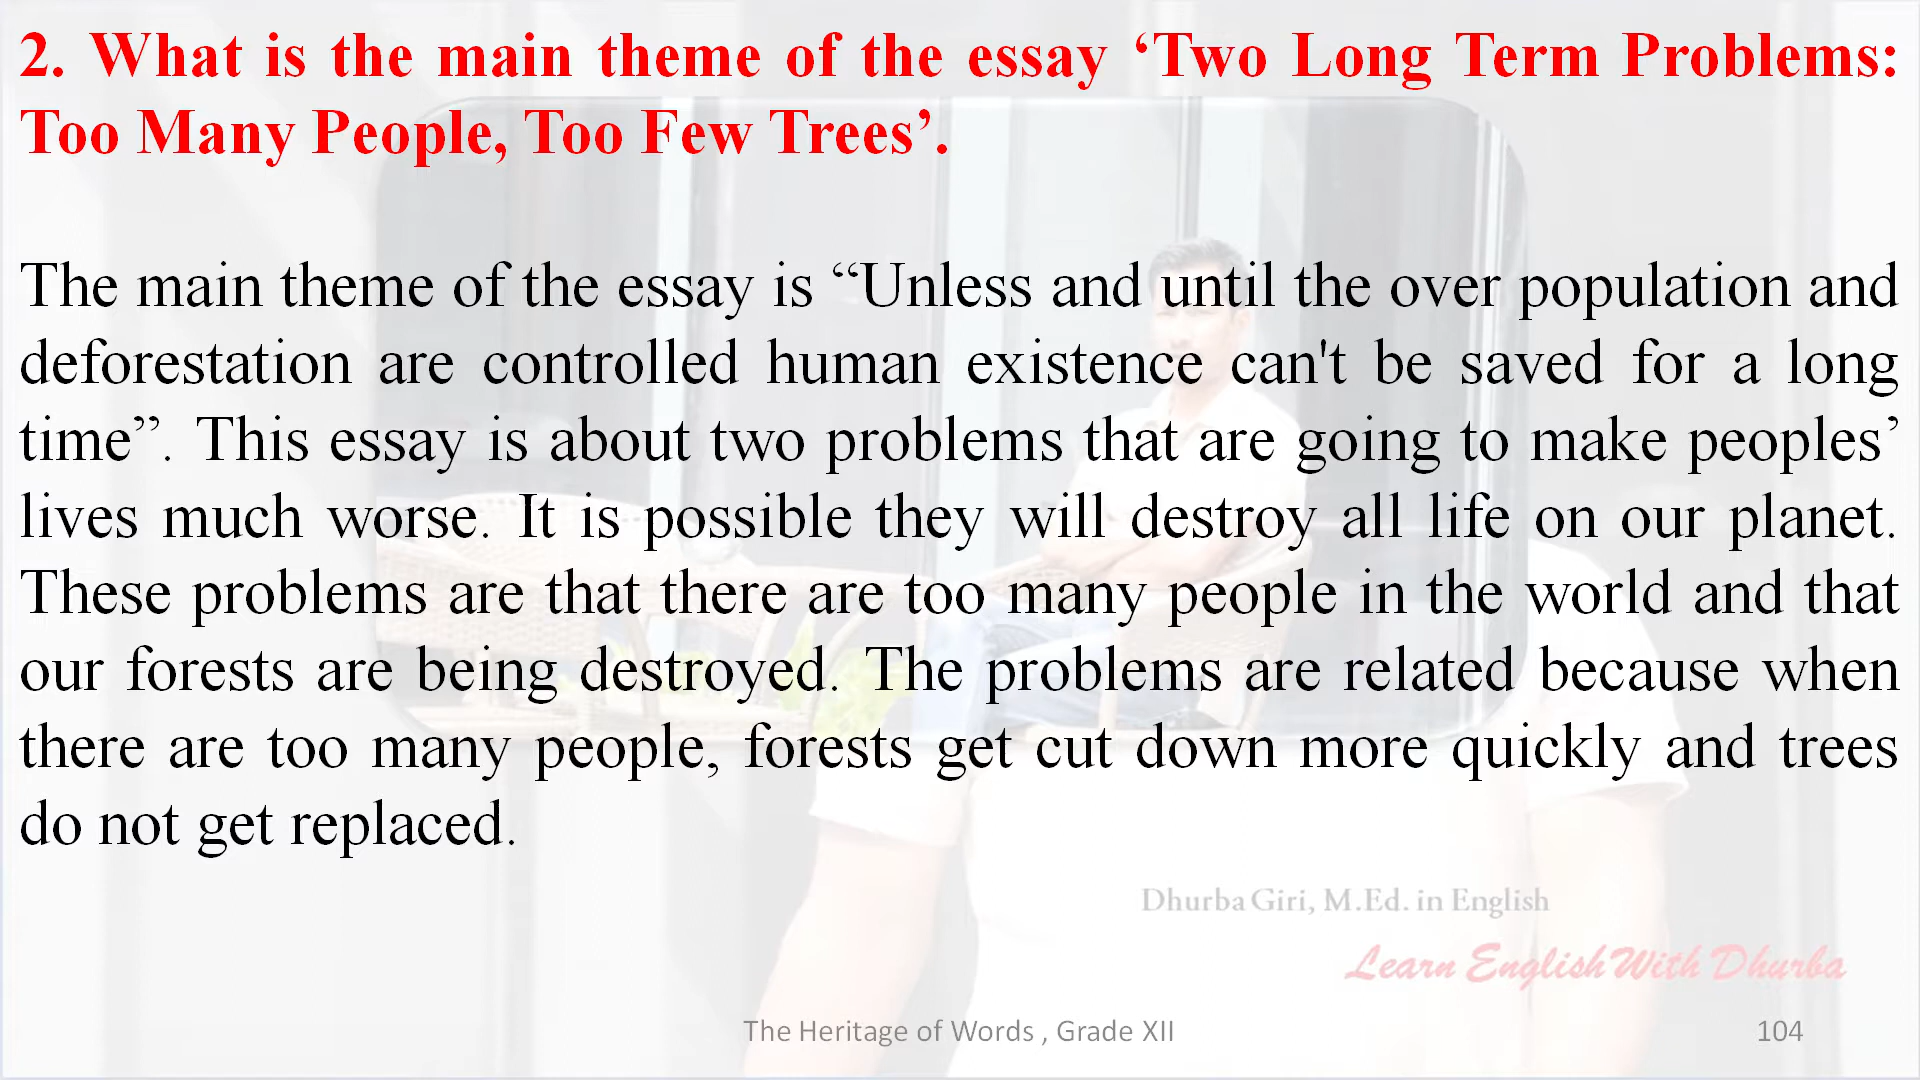 2. What is the main theme of the essay ‘Two Long Term Problems:
Too Many People, Too Few Trees’.
The main theme of the essay is “Unless and until the over population and
deforestation are controlled human existence can't be saved for a long
time”. This essay is about two problems that are going to make peoples’
lives much worse. It is possible they will destroy all life on our planet.
These problems are that there are too many people in the world and that
our forests are being destroyed. The problems are related because when
there are too many people, forests get cut down more quickly and trees
do not get replaced.
Dhurba Giri, M.Ed. in English
Learn English With Dhurba
The Heritage of Words , Grade XII
104